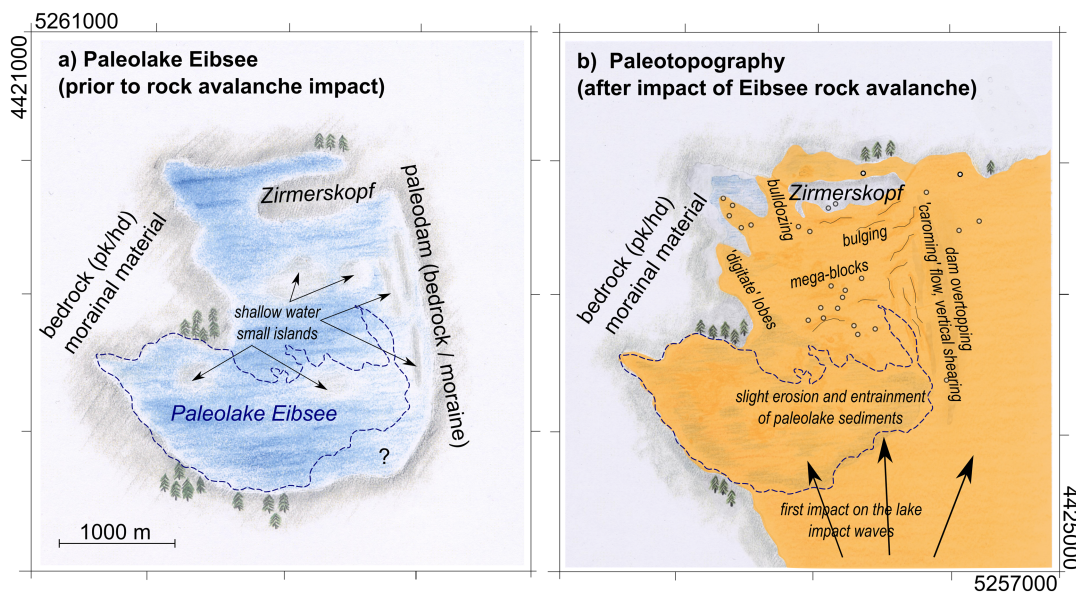 5261000
4421000
a) Paleolake Eibsee
(prior to rock avalanche impact)
Zirmerskopf
paleodam (bedrock / moraine)
bedrock (pk/hd)
morainal material
shallow water
small islands
Paleolake Eibsee
?
1000 m
b) Paleotopography
(after impact of Eibsee rock avalanche)
Zirmerskopf
bulldozing
bulging
'caroming' flow, vertical shearing
dam overtopping
bedrock (pk/hd)
morainal material
'digitate' lobes
mega-blocks
slight erosion and entrainment
of paleolake sediments
first impact on the lake
impact waves
4425000
5257000